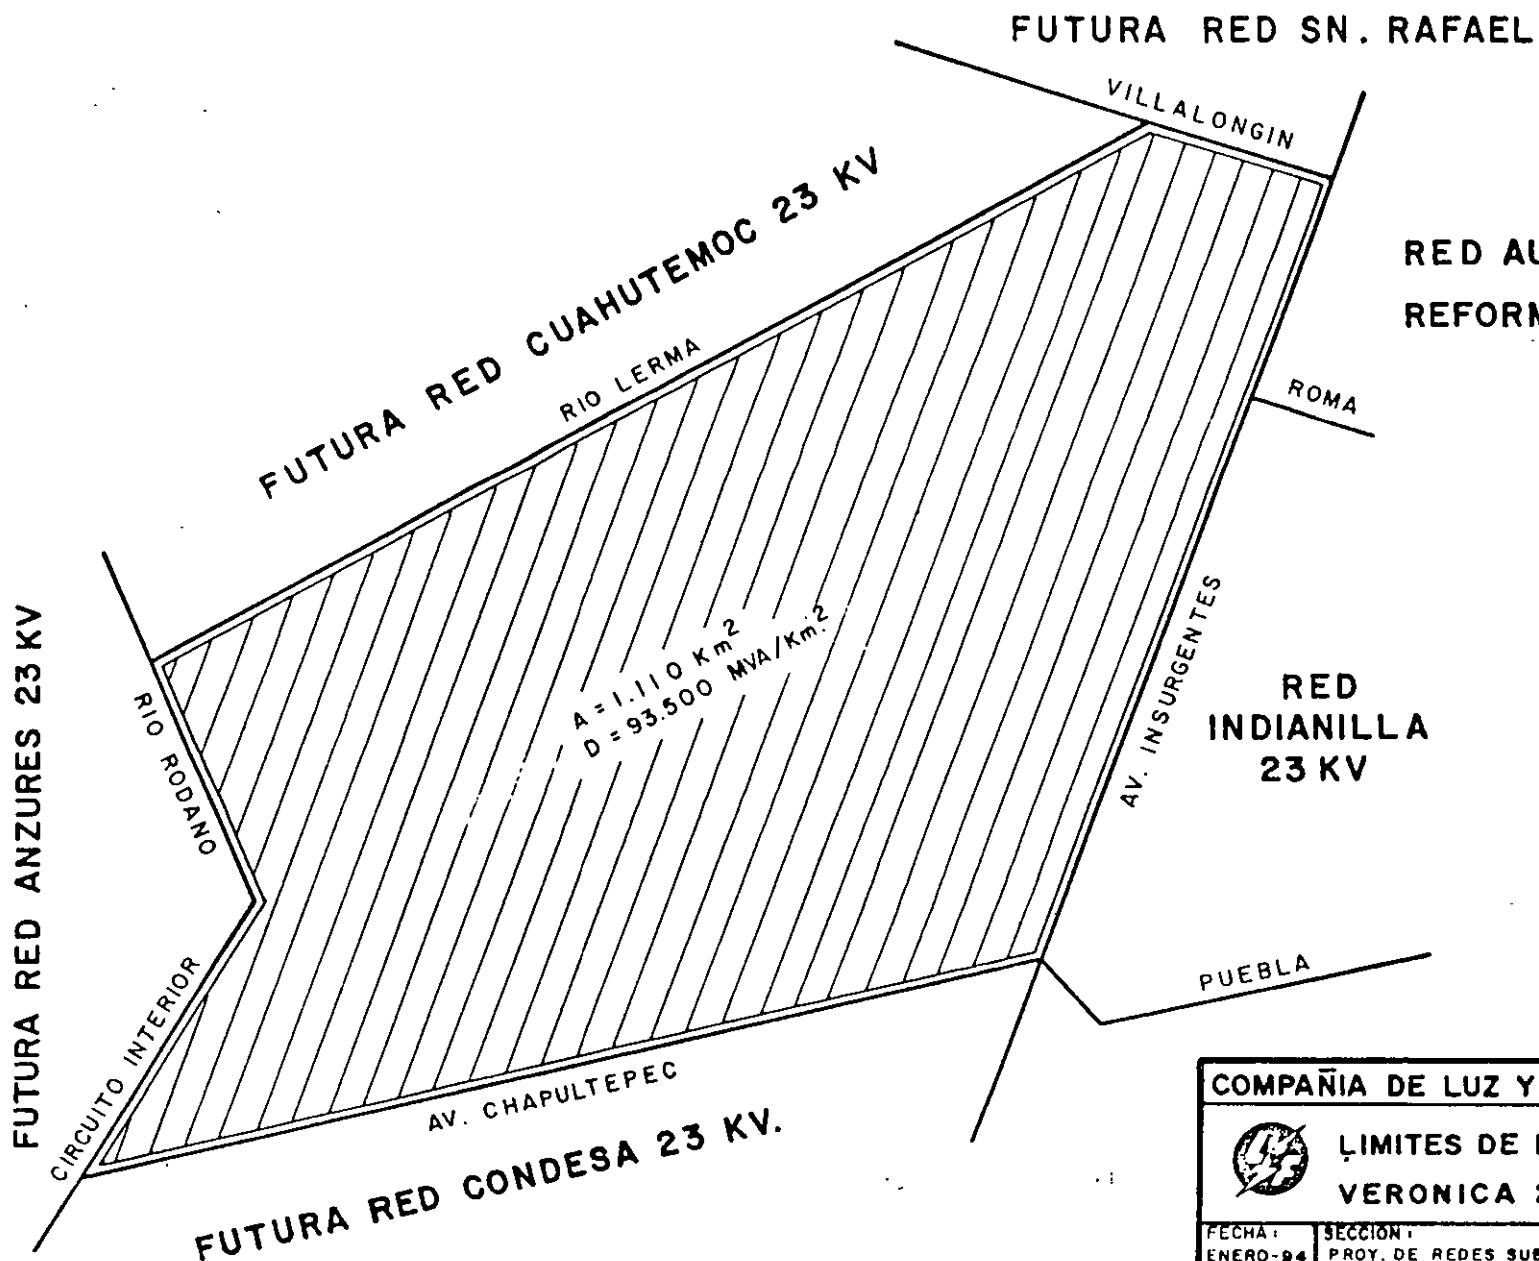 FUTURA RED SN. RAFAEL
VILLALONGIN
FUTURA RED CUAHUTEMOC 23 KV
RIO LERMA
RED
REFORM
ROMA
FUTURA RED ANZURES 23 KV
RIO RODANO
A = 1.110 Km²
D = 93.500 MVA/Km²
AV. INSURGENTES
RED
INDIANILLA
23 KV
CIRCUITO INTERIOR
AV. CHAPULTEPEC
PUEBLA
FUTURA RED CONDESA 23 KV.
COMPAÑIA DE LUZ Y
LIMITES DE
VERONICA
FECHA:
ENERO-94
SECCION:
PROY. DE REDES SUB